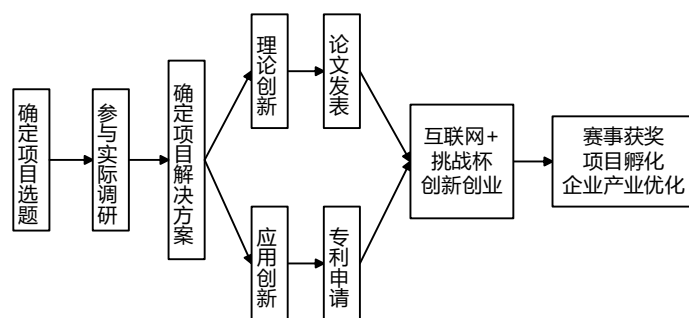 确定项目选题
参与实际调研
确定项目解决方案
理论创新
论文发表
应用创新
专利申请
互联网+
挑战杯
创新创业
赛事获奖
项目孵化
企业产业优化